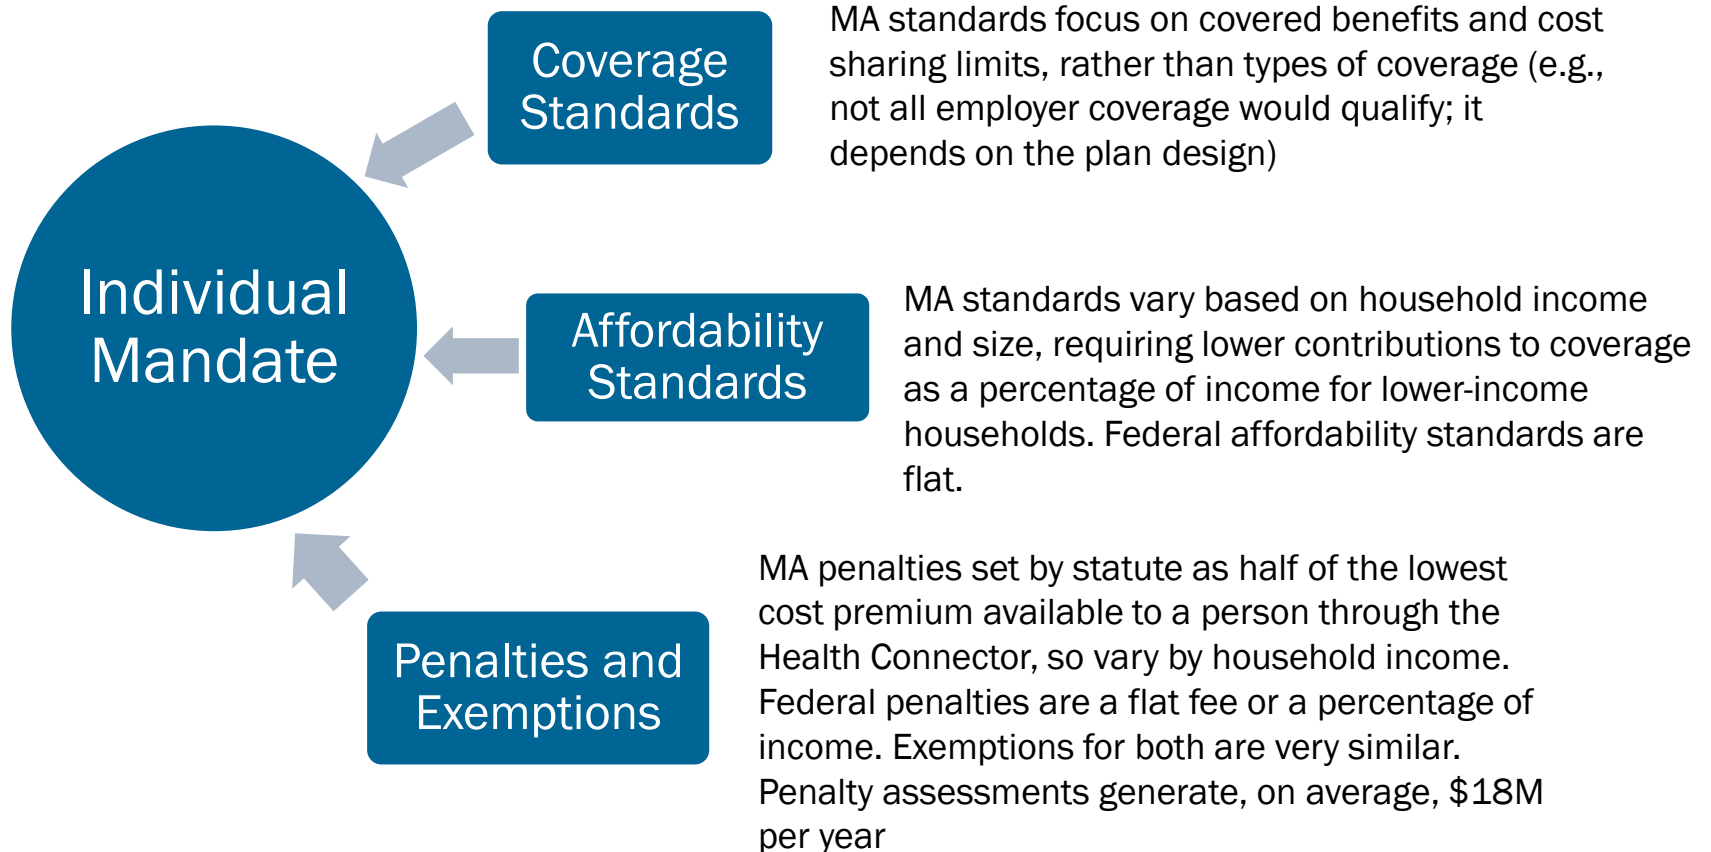 Individual
Mandate
Coverage
Standards
MA standards focus on covered benefits and cost
sharing limits, rather than types of coverage (e.g.,
not all employer coverage would qualify; it
depends on the plan design)
Affordability
Standards
MA standards vary based on household income
and size, requiring lower contributions to coverage
as a percentage of income for lower-income
households. Federal affordability standards are
flat.
Penalties and
Exemptions
MA penalties set by statute as half of the lowest
cost premium available to a person through the
Health Connector, so vary by household income.
Federal penalties are a flat fee or a percentage of
income. Exemptions for both are very similar.
Penalty assessments generate, on average, $18M
per year